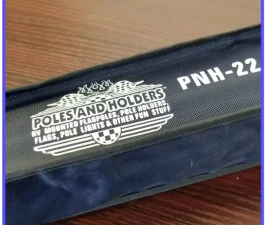 POLES AND HOLDERS
RV MOUNTED FLAGPOLES, POLE HOLDERS,
FLAGS, POLE LIGHTS & OTHER FUN STUFF
PNH-22